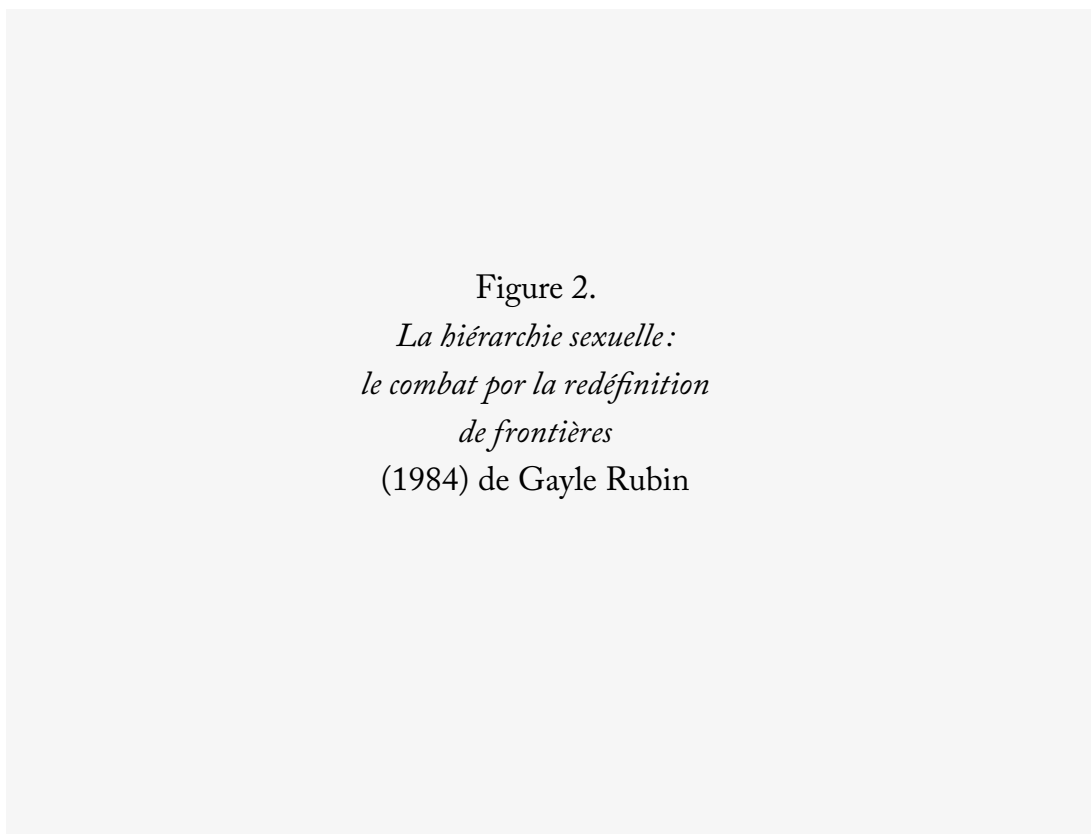 Figure 2.
La hiérarchie sexuelle :
le combat por la redéfinition
de frontières
(1984) de Gayle Rubin